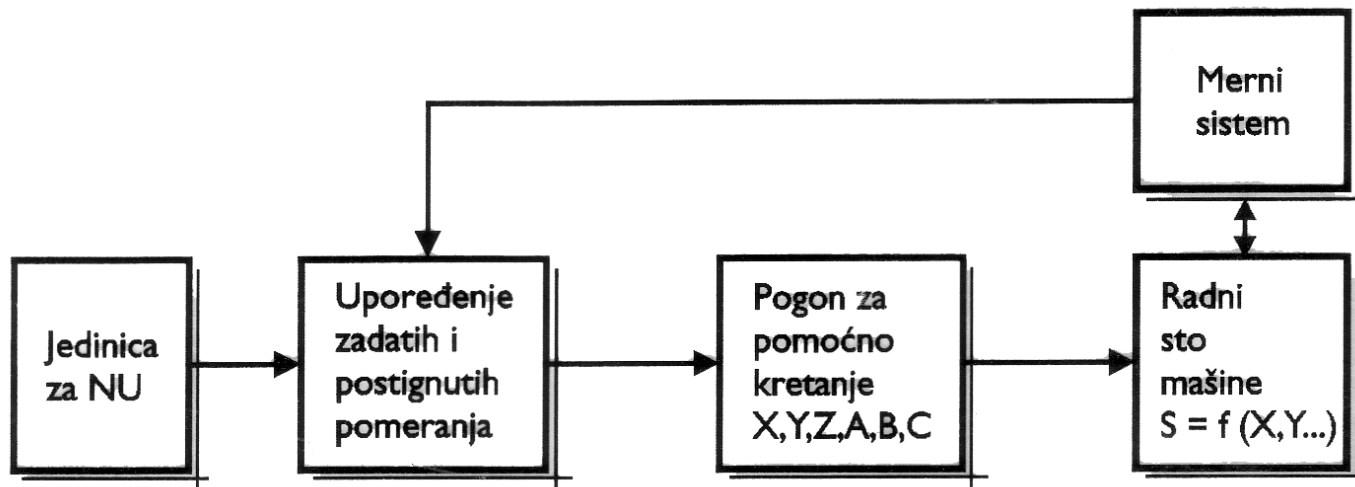 Merni
sistem
Jedinica
za NU
Upoređenje
zadatih i
postignutih
pomeranja
Pogon za
pomoćno
kretanje
X,Y,Z,A,B,C
Radni
sto
mašine
S = f (X,Y...)